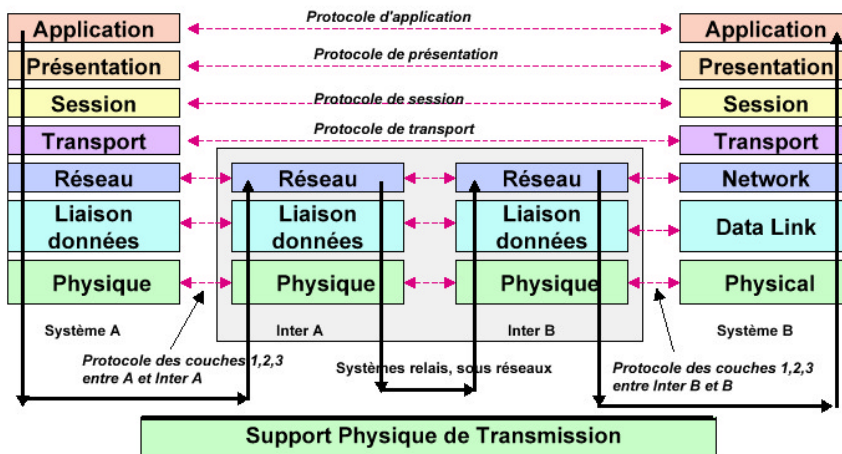 Application
Protocole d'application
Application
Présentation
Protocole de présentation
Presentation
Session
Protocole de session
Session
Transport
Protocole de transport
Transport
Réseau
Réseau
Réseau
Network
Liaison
données
Liaison
données
Liaison
données
Data Link
Physique
Physique
Physique
Physical
Système A
Inter A
Inter B
Système B
Protocole des couches 1,2,3
entre A et Inter A
Systèmes relais, sous réseaux
Protocole des couches 1,2,3
entre Inter B et B
Support Physique de Transmission